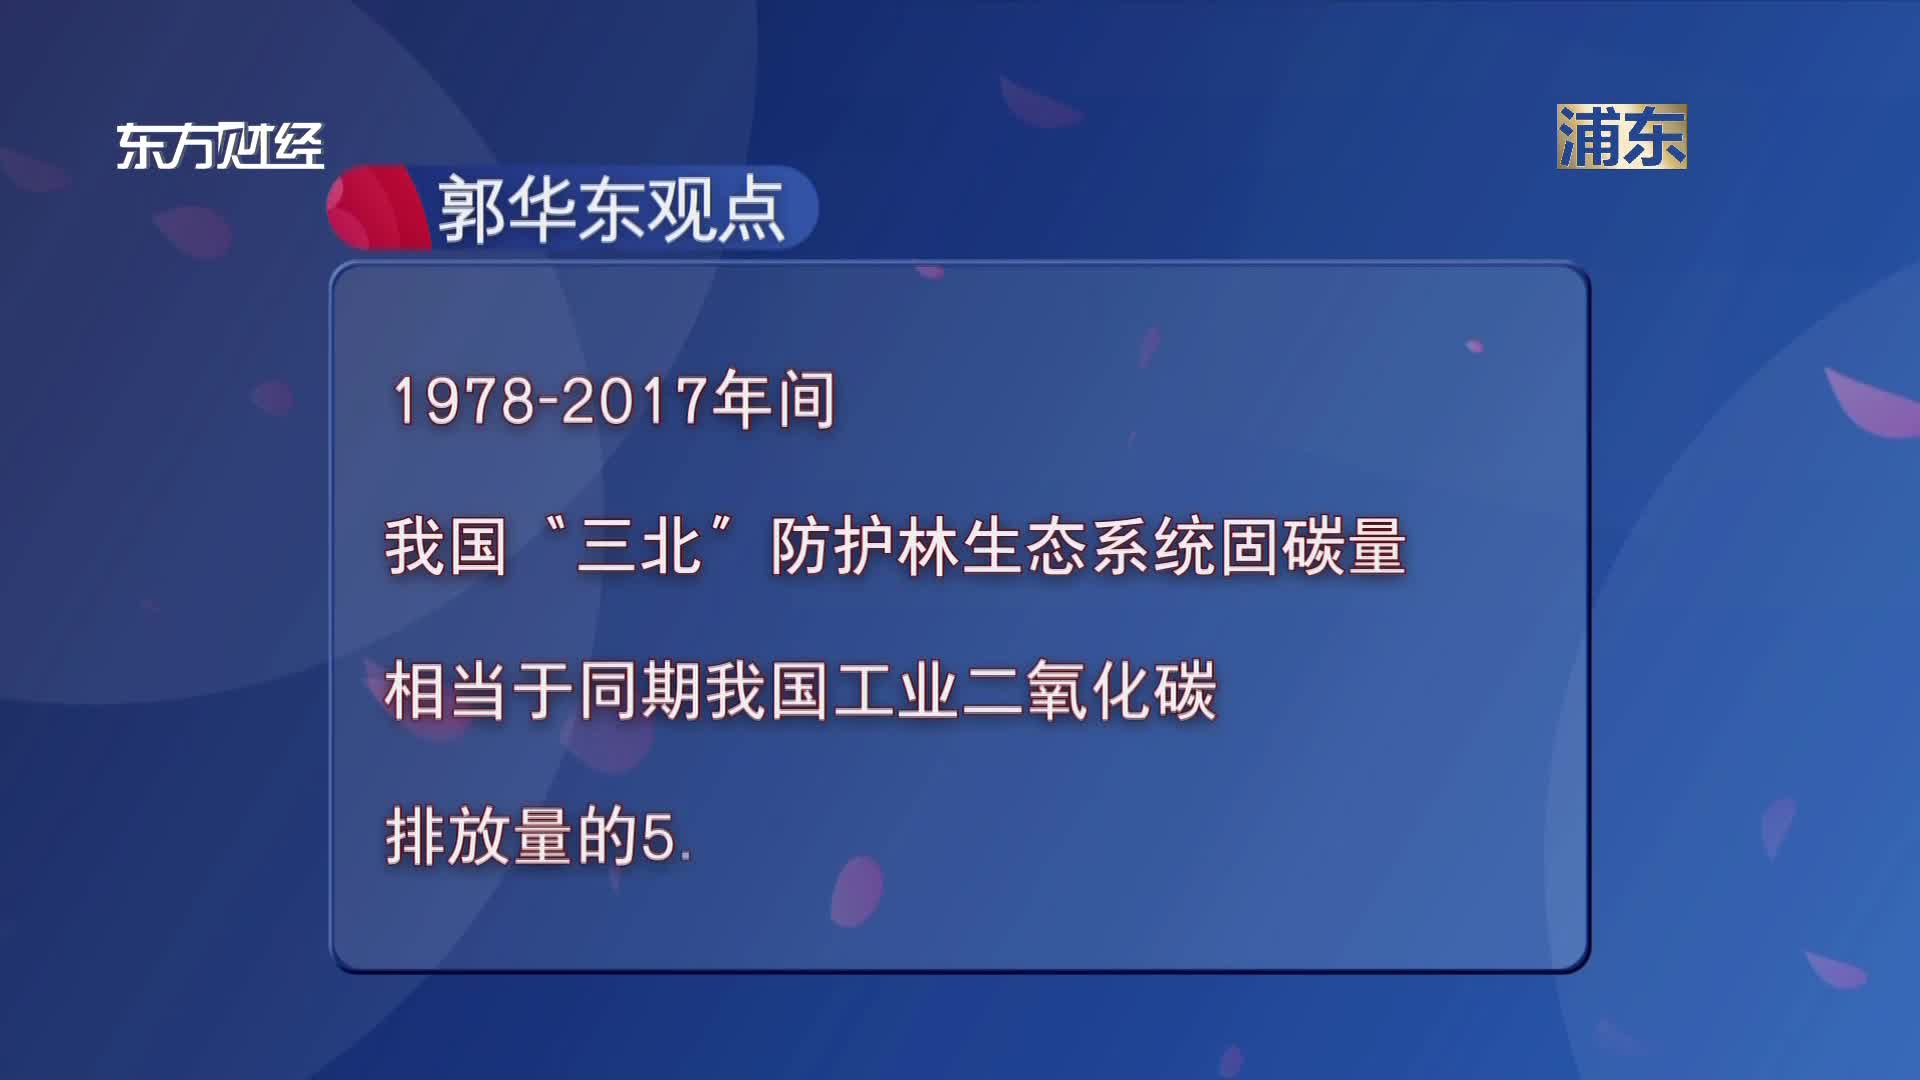 东方财经
浦东
郭华东观点
1978-2017年间
我国“三北”防护林生态系统固碳量
相当于同期我国工业二氧化碳
排放量的5.